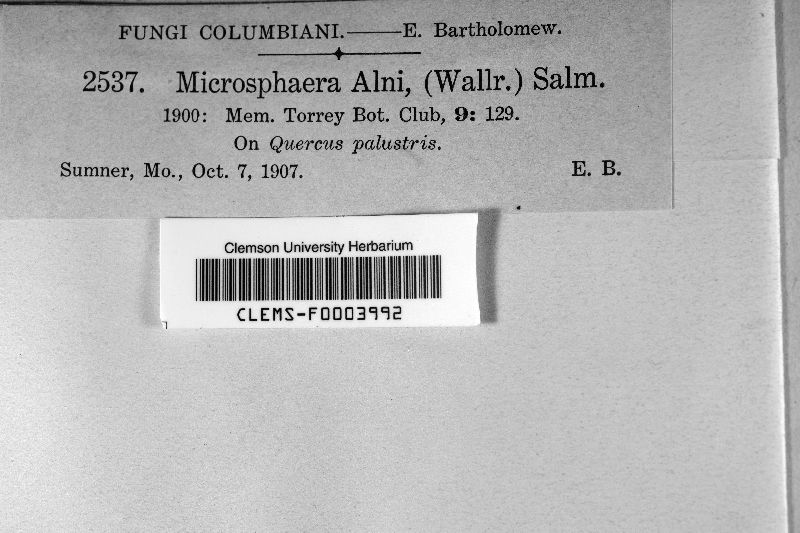 FUNGI COLUMBIANI.——E. Bartholomew.
2537. Microsphaera Alni, (Wallr.) Salm.
1900: Mem. Torrey Bot. Club, 9: 129.
On Quercus palustris.
Sumner, Mo., Oct. 7, 1907. E. B.
Clemson University Herbarium
CLEMS-F0003992